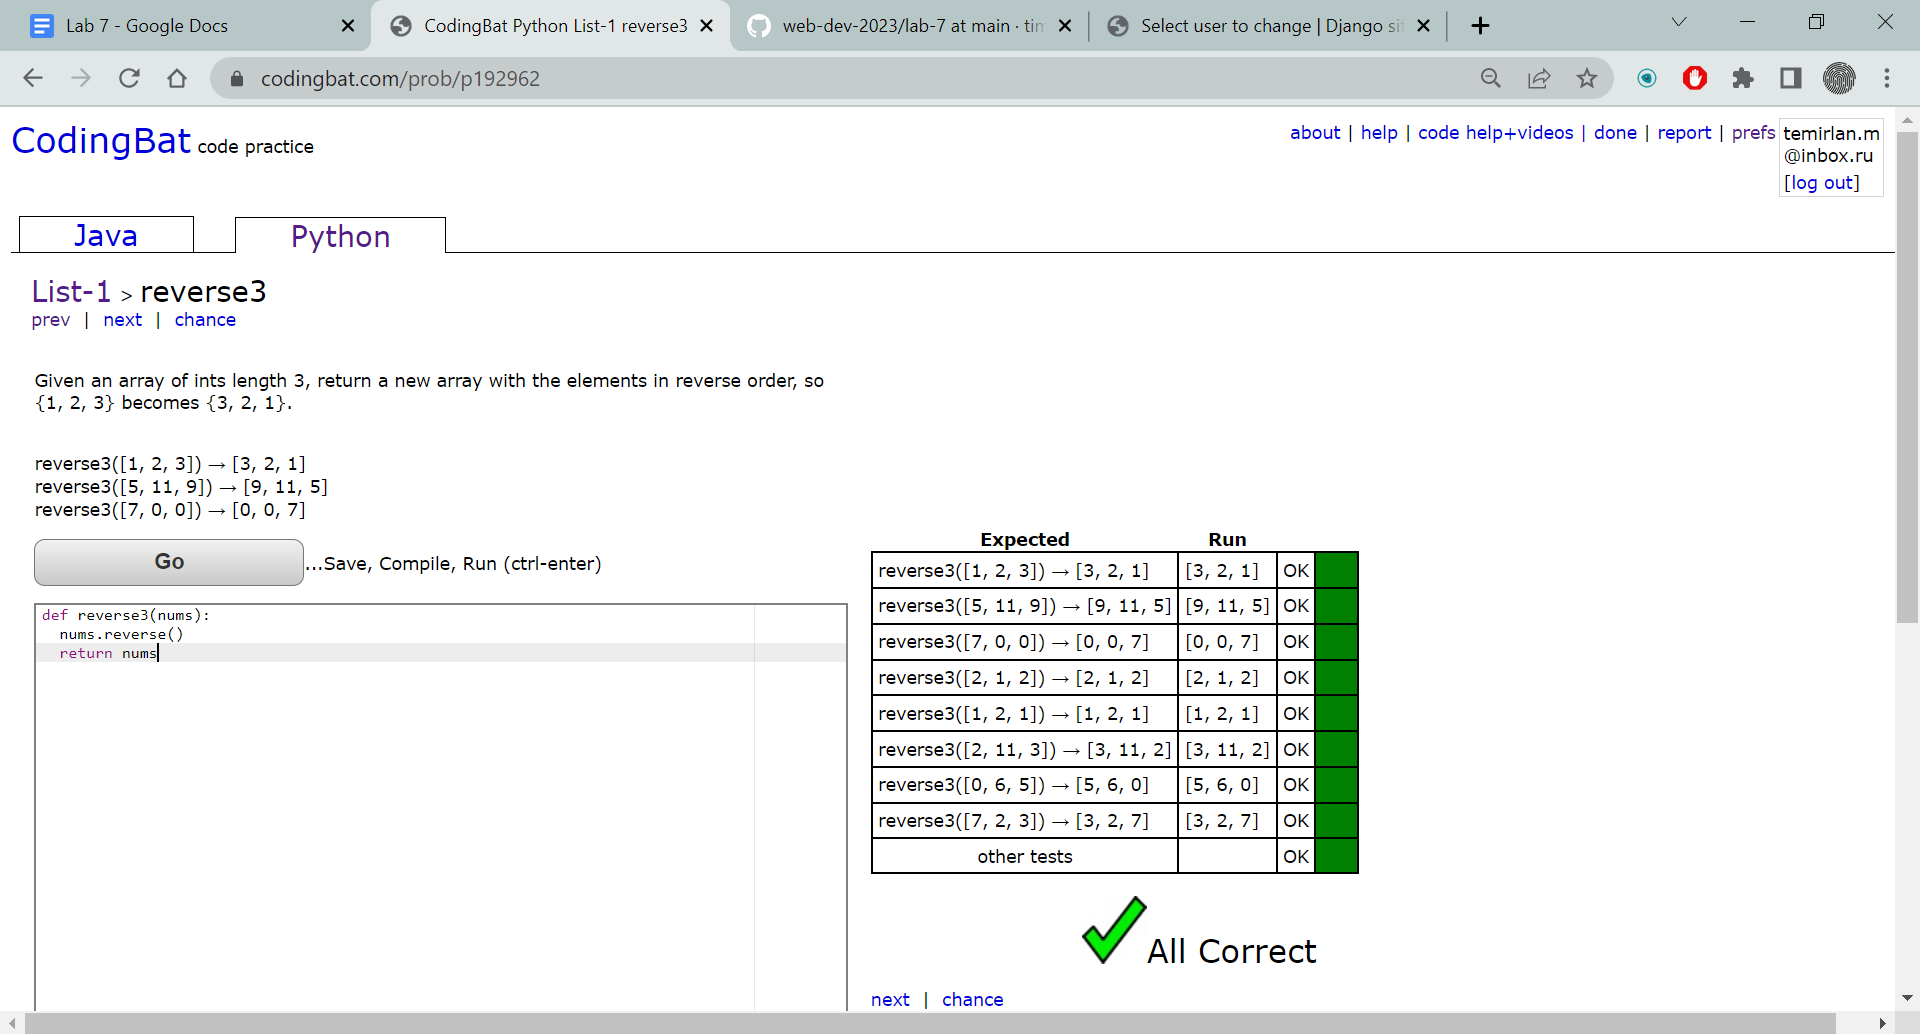 Lab 7 - Google Docs
CodingBat Python List-1 reverse3
web-dev-2023/lab-7 at main · tim
Select user to change | Django sit
codingbat.com/prob/p192962
CodingBat code practice
about | help | code help+videos | done | report | prefs
temirlan.m
@inbox.ru
[log out]
Java
Python
List-1 > reverse3
prev | next | chance
Given an array of ints length 3, return a new array with the elements in reverse order, so
{1, 2, 3} becomes {3, 2, 1}.
reverse3([1, 2, 3]) → [3, 2, 1]
reverse3([5, 11, 9]) → [9, 11, 5]
reverse3([7, 0, 0]) → [0, 0, 7]
Go ...Save, Compile, Run (ctrl-enter)
def reverse3(nums):
  nums.reverse()
  return nums
Expected Run
reverse3([1, 2, 3]) → [3, 2, 1] [3, 2, 1] OK
reverse3([5, 11, 9]) → [9, 11, 5] [9, 11, 5] OK
reverse3([7, 0, 0]) → [0, 0, 7] [0, 0, 7] OK
reverse3([2, 1, 2]) → [2, 1, 2] [2, 1, 2] OK
reverse3([1, 2, 1]) → [1, 2, 1] [1, 2, 1] OK
reverse3([2, 11, 3]) → [3, 11, 2] [3, 11, 2] OK
reverse3([0, 6, 5]) → [5, 6, 0] [5, 6, 0] OK
reverse3([7, 2, 3]) → [3, 2, 7] [3, 2, 7] OK
other tests OK
All Correct
next | chance